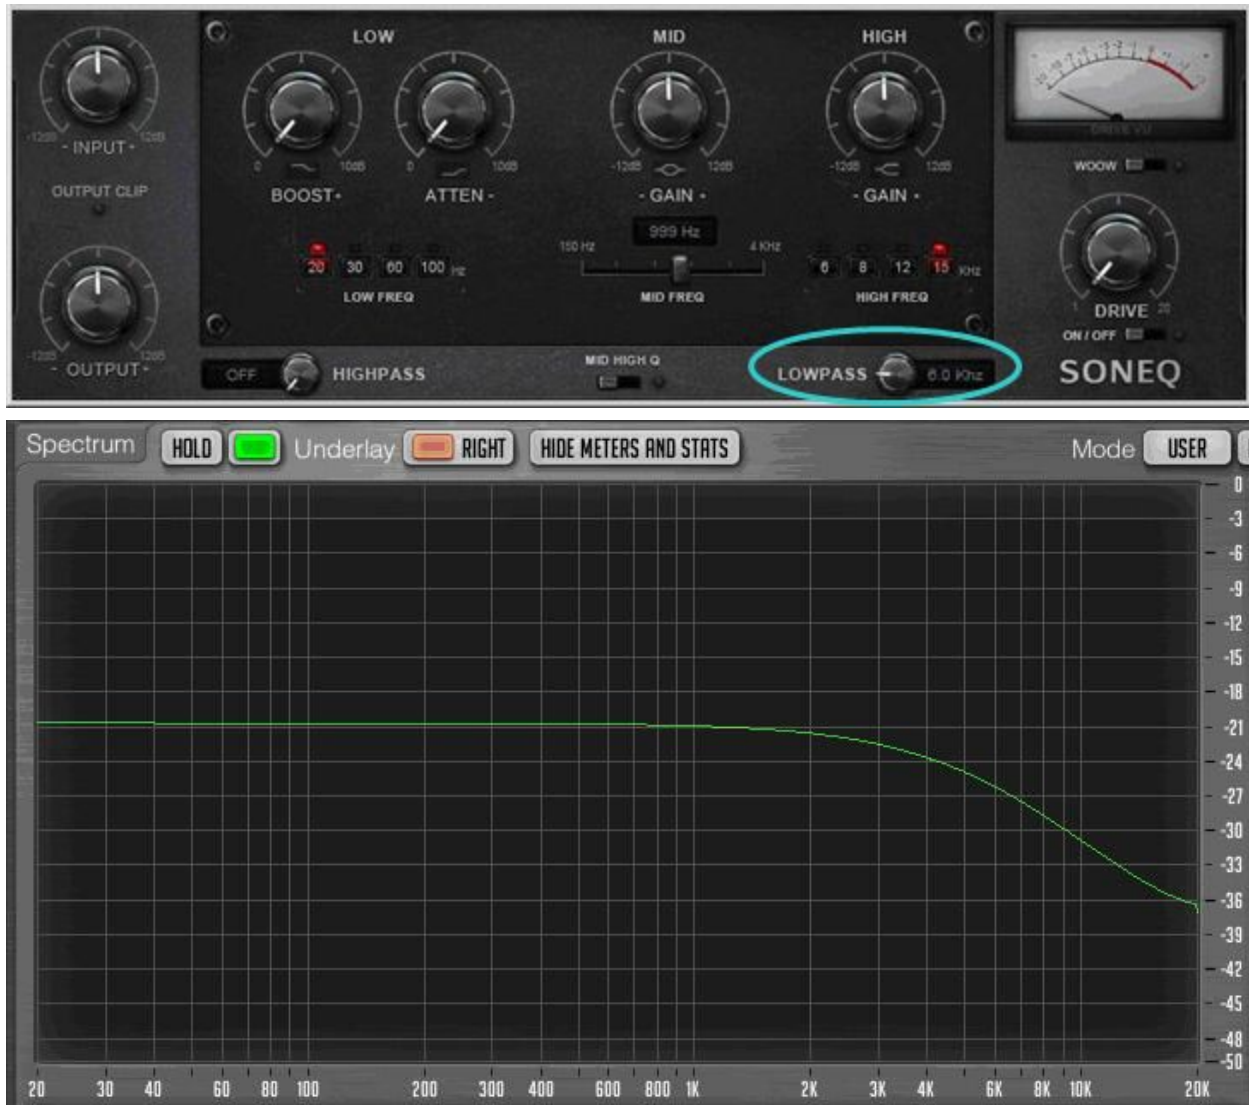 LOW
MID
HIGH
-12dB 12dB
- INPUT -
0 10dB
0 10dB
-12dB 12dB
-12dB 12dB
DRIVE VU
WOOW
OUTPUT CLIP
BOOST+
ATTEN -
- GAIN +
- GAIN +
999 Hz
150 HZ
4 KHZ
20 30 60 100 HZ
6 8 12 15 KHZ
LOW FREQ
MID FREQ
HIGH FREQ
1 20
DRIVE
ON / OFF
-12dB 12dB
- OUTPUT+
OFF
HIGHPASS
MID HIGH Q
LOWPASS
6.0 Khz
SONEQ
Spectrum HOLD Underlay RIGHT HIDE METERS AND STATS Mode USER
0
-3
-6
-9
-12
-15
-18
-21
-24
-27
-30
-33
-36
-39
-42
-45
-48
-50
20 30 40 60 80 100 200 300 400 600 800 1K 2K 3K 4K 6K 8K 10K 20K